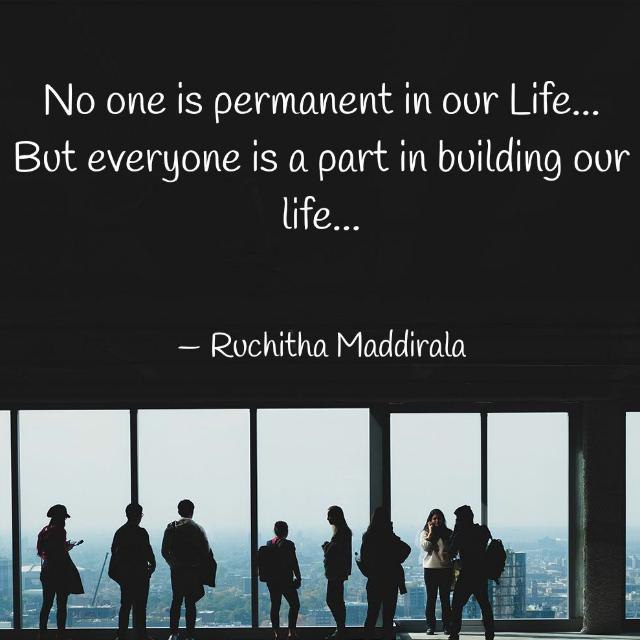 No one is permanent in our Life...
But everyone is a part in building our
life...
— Ruchitha Maddirala